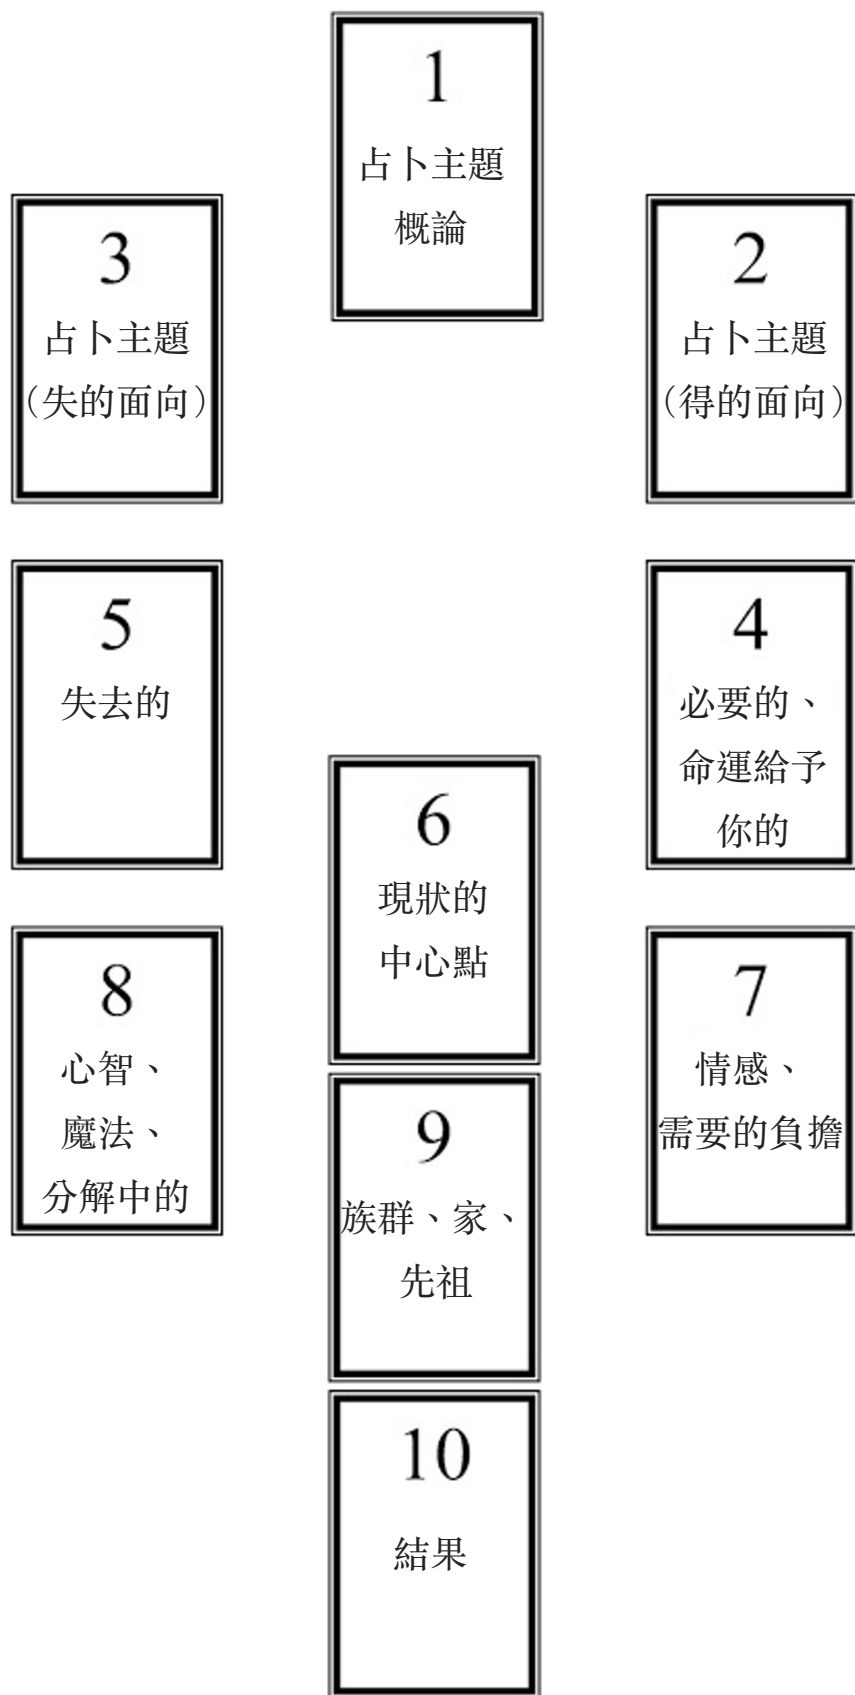 1
占卜主題
概論
2
占卜主題
(得的面向)
3
占卜主題
(失的面向)
4
必要的、
命運給予
你的
5
失去的
6
現狀的
中心點
7
情感、
需要的負擔
8
心智、
魔法、
分解中的
9
族群、家、
先祖
10
結果